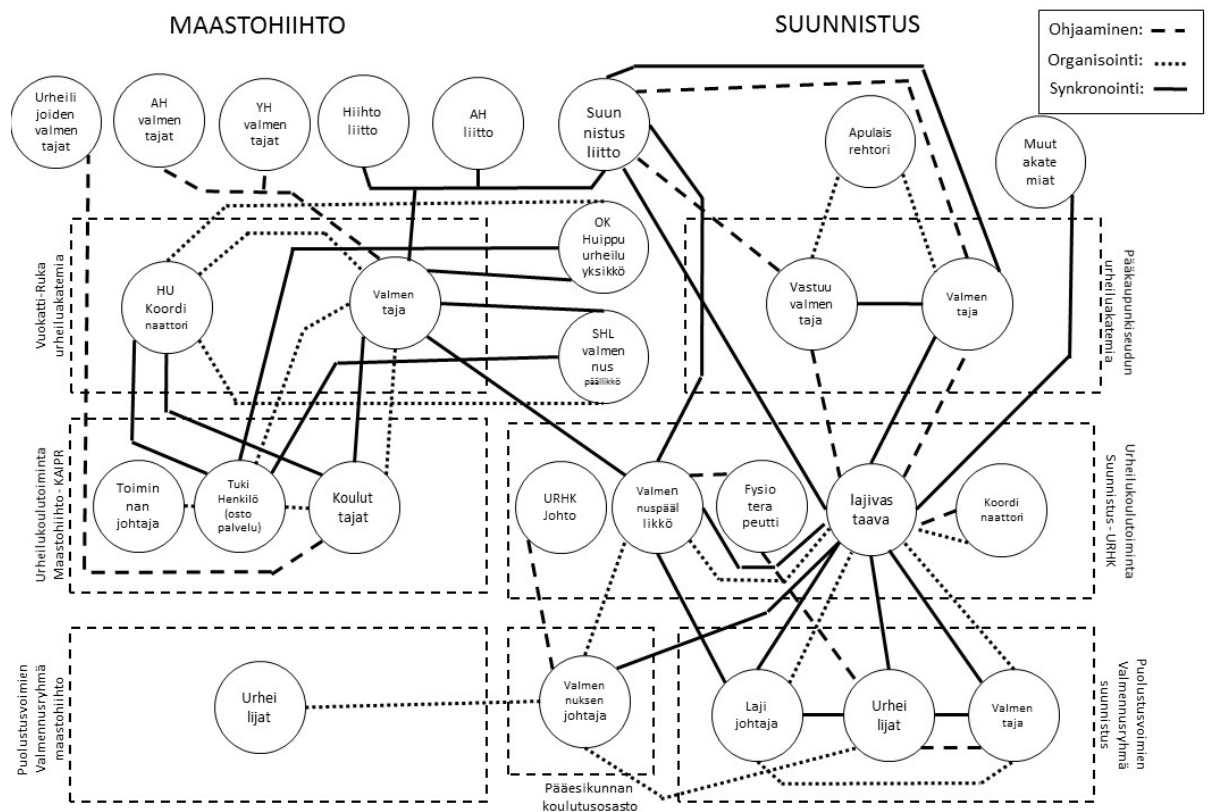 MAASTOHIIHTO
SUUNNISTUS
Ohjaaminen:
Organisointi:
Synkronointi:
Urheili
joiden
valmen
tajat
AH
valmen
tajat
YH
valmen
tajat
Hiihto
liitto
AH
liitto
Suun
nistus
liitto
Apulais
rehtori
Muut
akate
miat
Vuokatti-Ruka
urheiluakatemia
HU
Koordi
naattori
Valmen
taja
OK
Huippu
urheilu
yksikkö
SHL
valmen
nus
päällikkö
Vastuu
valmen
taja
Valmen
taja
Pääkaupunkiseudun
urheiluakatemia
Urheilukoulutoiminta
Maastohiihto - KAIPR
Toimin
nan
johtaja
Tuki
Henkilö
(osto
palvelu)
Koulut
tajat
URHK
Johto
Valmen
nuspääl
likkö
Fysio
tera
peutti
lajivas
taava
Koordi
naattori
Urheilukoulutoiminta
Suunnistus - URHK
Puolustusvoimien
Valmennusryhmä
maastohiihto
Urhei
lijat
Valmen
nuksen
johtaja
Laji
johtaja
Urhei
lijat
Valmen
taja
Puolustusvoimien
Valmennusryhmä
suunnistus
Pääesikunnan
koulutusosasto